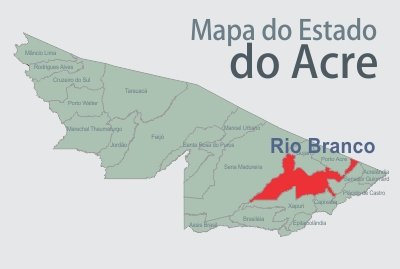 Mapa do Estado
do Acre
Mâncio Lima
Rodrigues Alves
Cruzeiro do Sul
Tarauacá
Porto Walter
Marechal Thaumaturgo
Jordão
Feijó
Manoel Urbano
Santa Rosa do Purus
Sena Madureira
Rio Branco
Porto Acre
Acrelândia
Senador Guiomard
Plácido de Castro
Capixaba
Xapuri
Epitaciolândia
Brasiléia
Assis Brasil